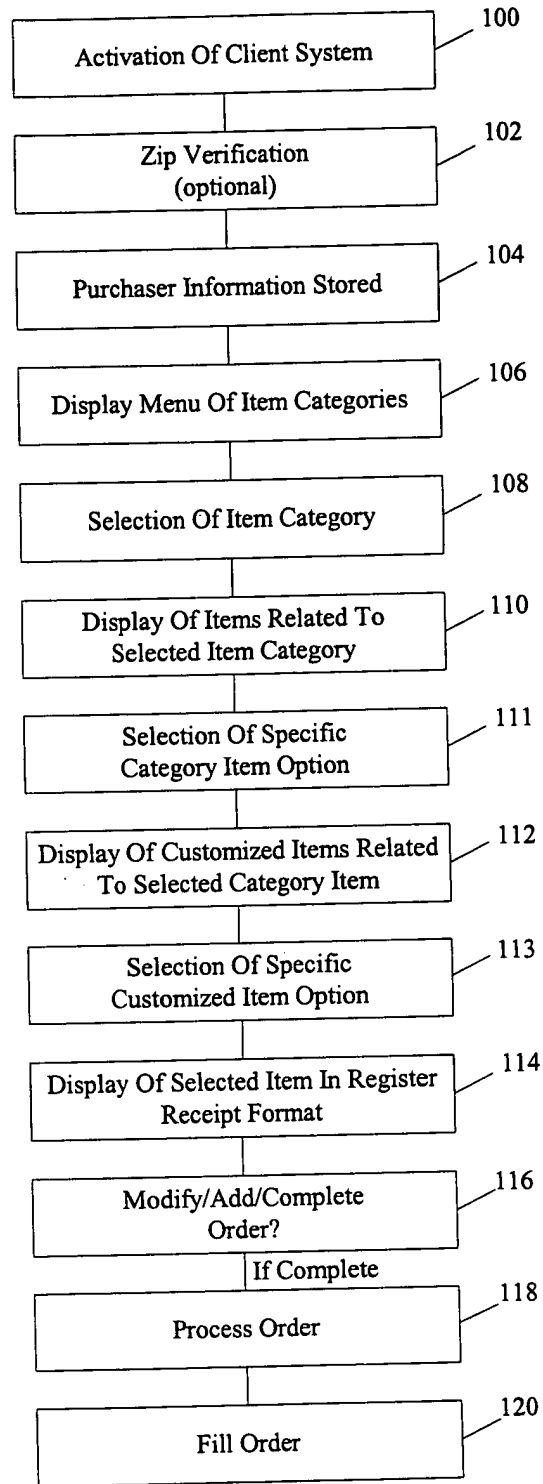 100
Activation Of Client System
102
Zip Verification
(optional)
104
Purchaser Information Stored
106
Display Menu Of Item Categories
108
Selection Of Item Category
110
Display Of Items Related To
Selected Item Category
111
Selection Of Specific
Category Item Option
112
Display Of Customized Items Related
To Selected Category Item
113
Selection Of Specific
Customized Item Option
114
Display Of Selected Item In Register
Receipt Format
116
Modify/Add/Complete
Order?
If Complete
118
Process Order
120
Fill Order